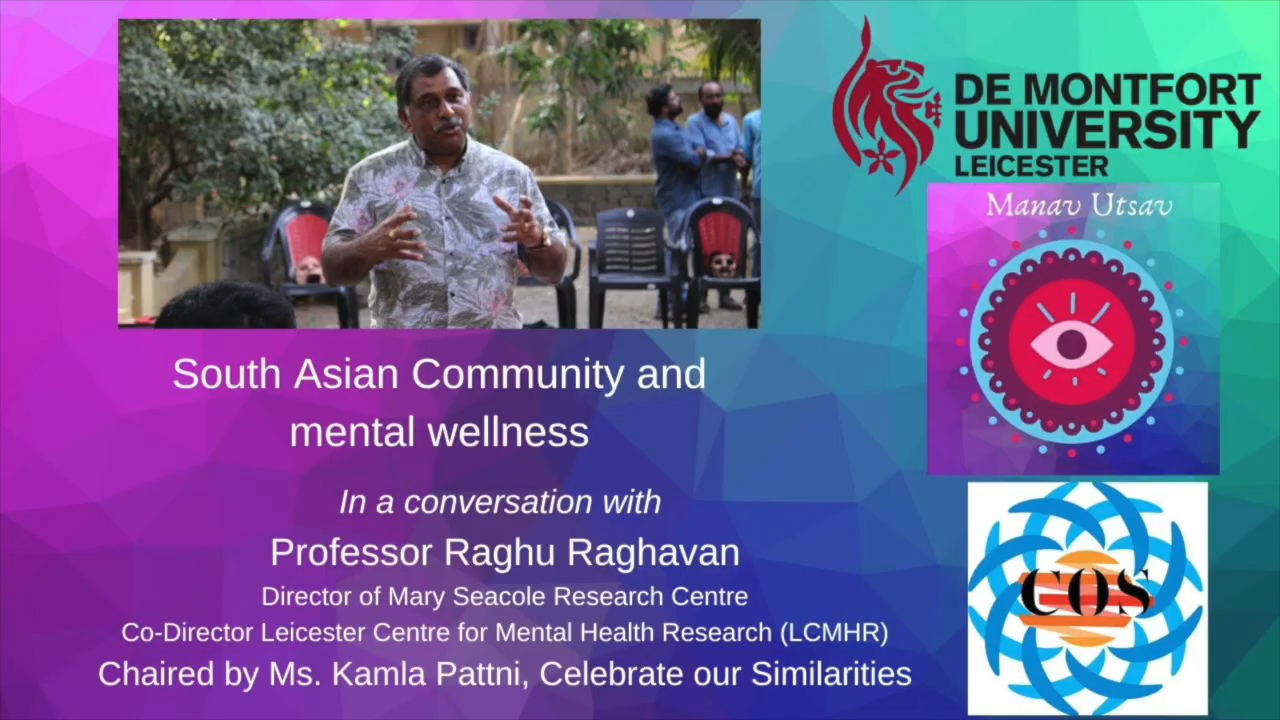 DE MONTFORT
UNIVERSITY
LEICESTER
Manav Utsav
South Asian Community and
mental wellness
In a conversation with
Professor Raghu Raghavan
Director of Mary Seacole Research Centre
Co-Director Leicester Centre for Mental Health Research (LCMHR)
Chaired by Ms. Kamla Pattni, Celebrate our Similarities
COS